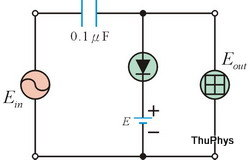 0.1 μF
E_in
E
+
−
E_out
ThuPhys